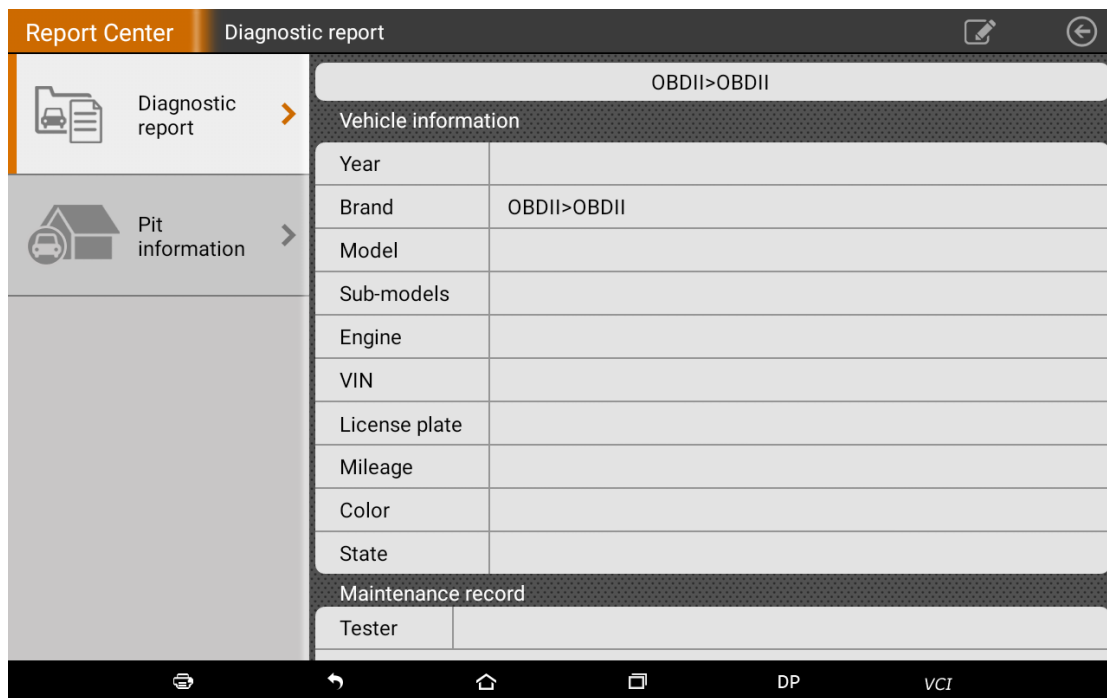 Report Center
Diagnostic report
Diagnostic
report
Pit
information
OBDII>OBDII
Vehicle information
Year
Brand OBDII>OBDII
Model
Sub-models
Engine
VIN
License plate
Mileage
Color
State
Maintenance record
Tester
DP
VCI